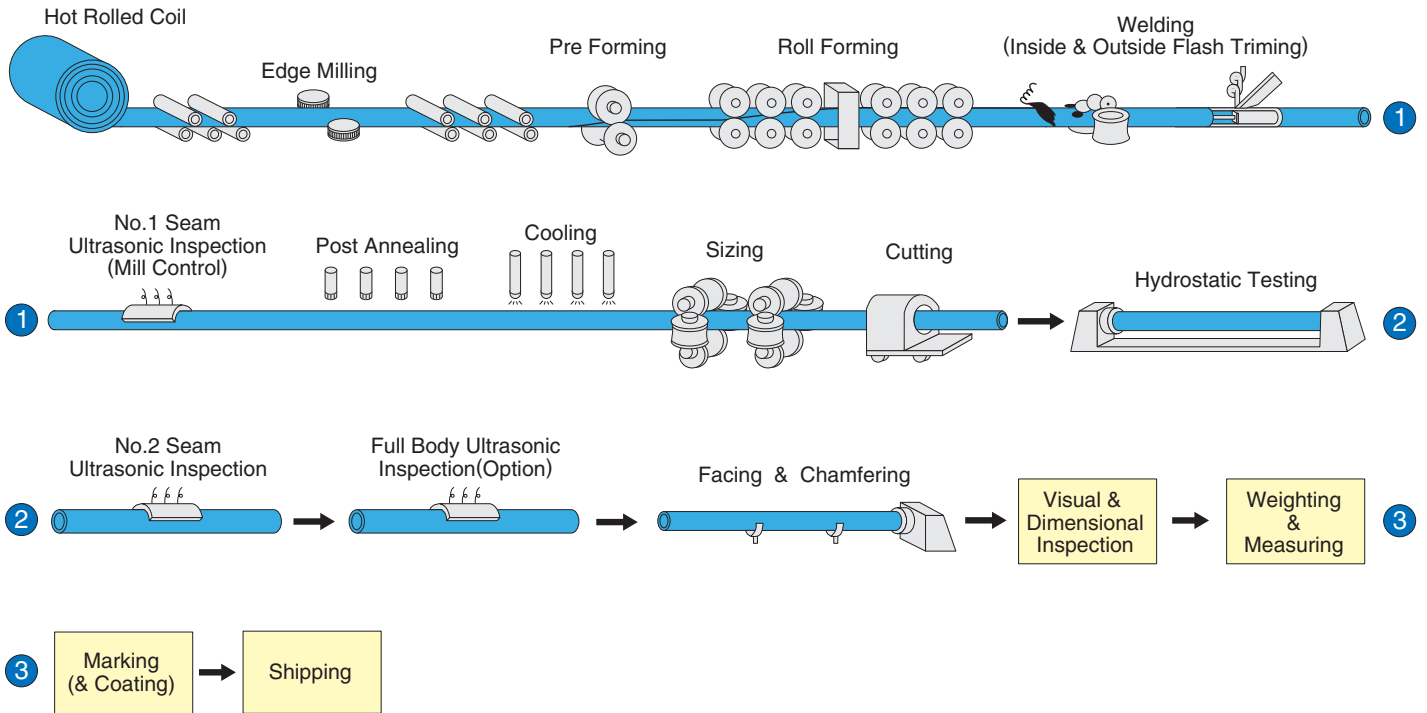 Hot Rolled Coil
Edge Milling
Pre Forming
Roll Forming
Welding
(Inside & Outside Flash Triming)
1
1
No.1 Seam
Ultrasonic Inspection
(Mill Control)
Post Annealing
Cooling
Sizing
Cutting
Hydrostatic Testing
2
2
No.2 Seam
Ultrasonic Inspection
Full Body Ultrasonic
Inspection(Option)
Facing & Chamfering
Visual &
Dimensional
Inspection
Weighting
&
Measuring
3
3
Marking
(& Coating)
Shipping